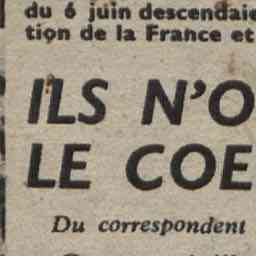 du 6 juin descendaie
tion de la France et
ILS N'O
LE COE
Du correspondent